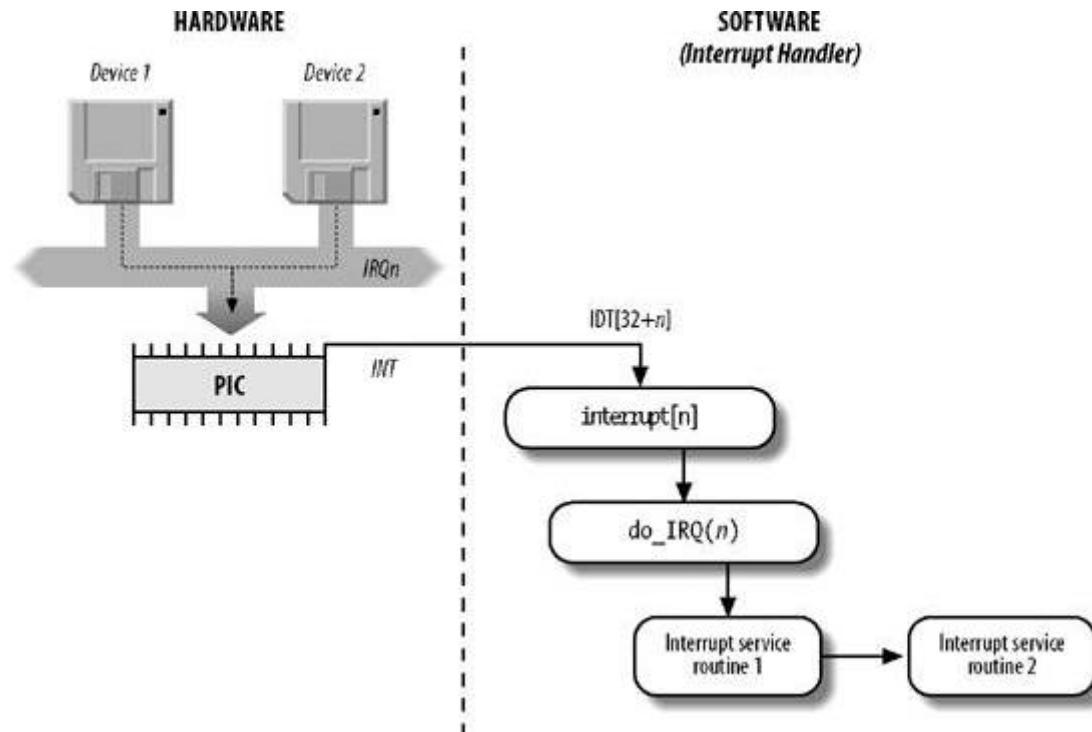 HARDWARE
SOFTWARE
(Interrupt Handler)
Device 1
Device 2
IRQn
IDT[32+n]
INT
PIC
interrupt[n]
do_IRQ(n)
Interrupt service
routine 1
Interrupt service
routine 2